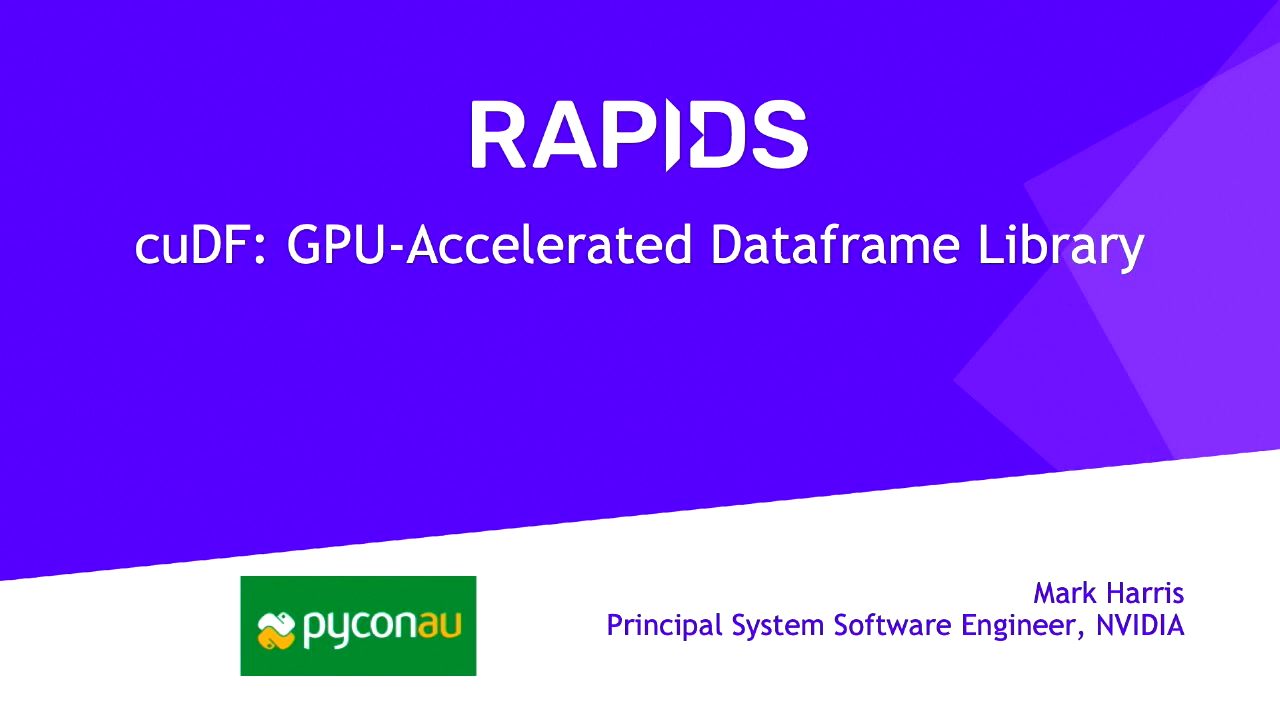 RAPIDS
cuDF: GPU-Accelerated Dataframe Library
pyconau
Mark Harris
Principal System Software Engineer, NVIDIA